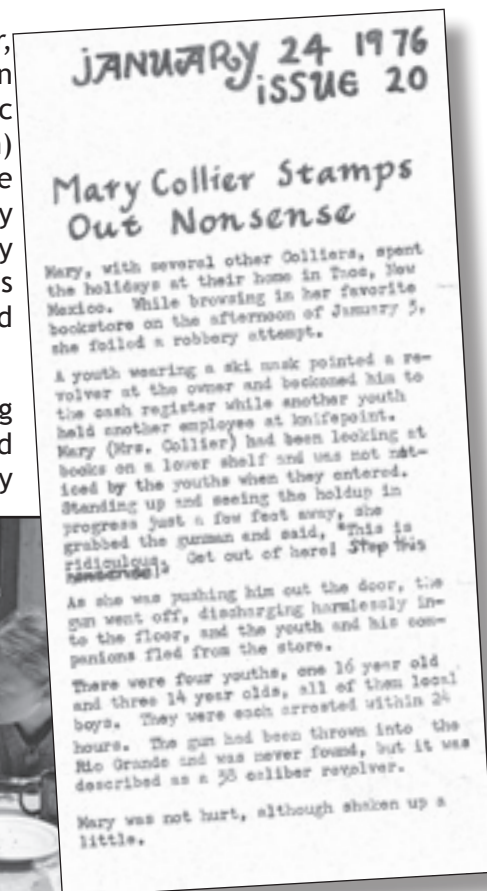 r,
n
c
)
e
y
y
s
d
g
d
y
JANUARY 24 1976
ISSUE 20
Mary Collier Stamps
Out Nonsense
Mary, with several other Colliers, spent
the holidays at their home in Taos, New
Mexico. While browsing in her favorite
bookstore on the afternoon of January 3,
she foiled a robbery attempt.
A youth wearing a ski mask pointed a re-
volver at the owner and beckoned him to
the cash register while another youth
held another employee at knifepoint.
Mary (Mrs. Collier) had been looking at
books on a lower shelf and was not not-
iced by the youths when they entered.
Standing up and seeing the holdup in
progress just a few feet away, she
grabbed the gunman and said, "This is
ridiculous. Get out of here! Stop this
nonsense!"
As she was pushing him out the door, the
gun went off, discharging harmlessly in-
to the floor, and the youth and his com-
panions fled from the store.
There were four youths, one 16 year old
and three 14 year olds, all of them local
boys. They were each arrested within 24
hours. The gun had been thrown into the
Rio Grande and was never found, but it was
described as a 38 caliber revolver.
Mary was not hurt, although shaken up a
little.